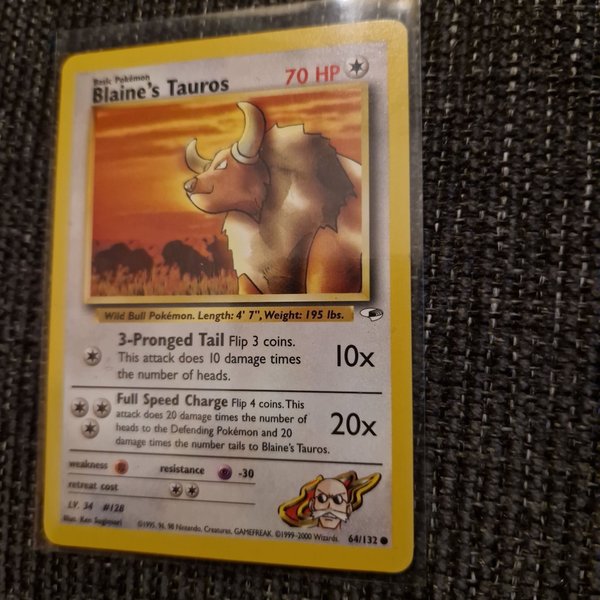 Basic Pokémon
Blaine's Tauros 70 HP
Wild Bull Pokémon. Length: 4' 7", Weight: 195 lbs.
3-Pronged Tail Flip 3 coins.
This attack does 10 damage times 10x
the number of heads.
Full Speed Charge Flip 4 coins. This
attack does 20 damage times the number of
heads to the Defending Pokémon and 20 20x
damage times the number tails to Blaine's Tauros.
weakness resistance -30
retreat cost
LV. 34 #128
Illus. Ken Sugimori ©1995, 96, 98 Nintendo, Creatures, GAMEFREAK. ©1999-2000 Wizards. 64/132